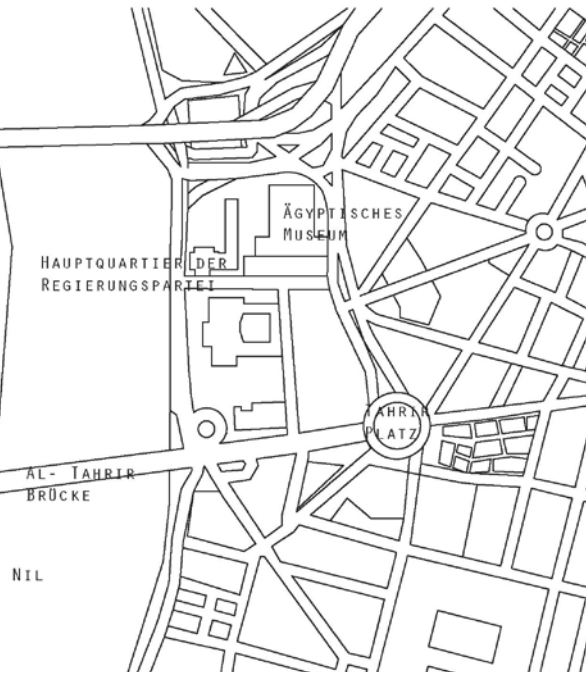 Ägyptisches
Museum
Hauptquartier der
Regierungspartei
Tahrir
Platz
Al- Tahrir
Brücke
Nil